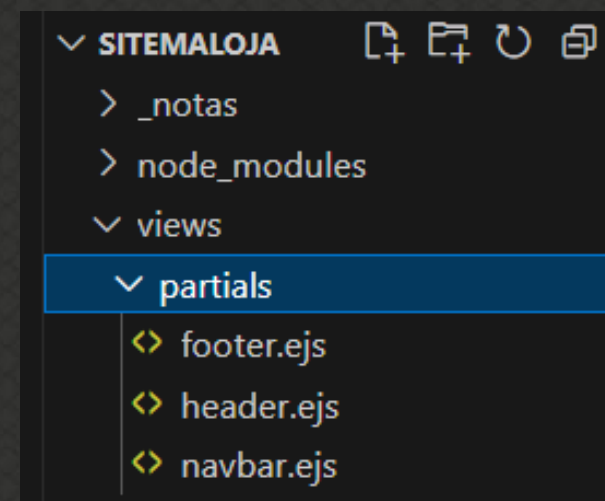 SITEMALOJA
_notas
node_modules
views
partials
footer.ejs
header.ejs
navbar.ejs